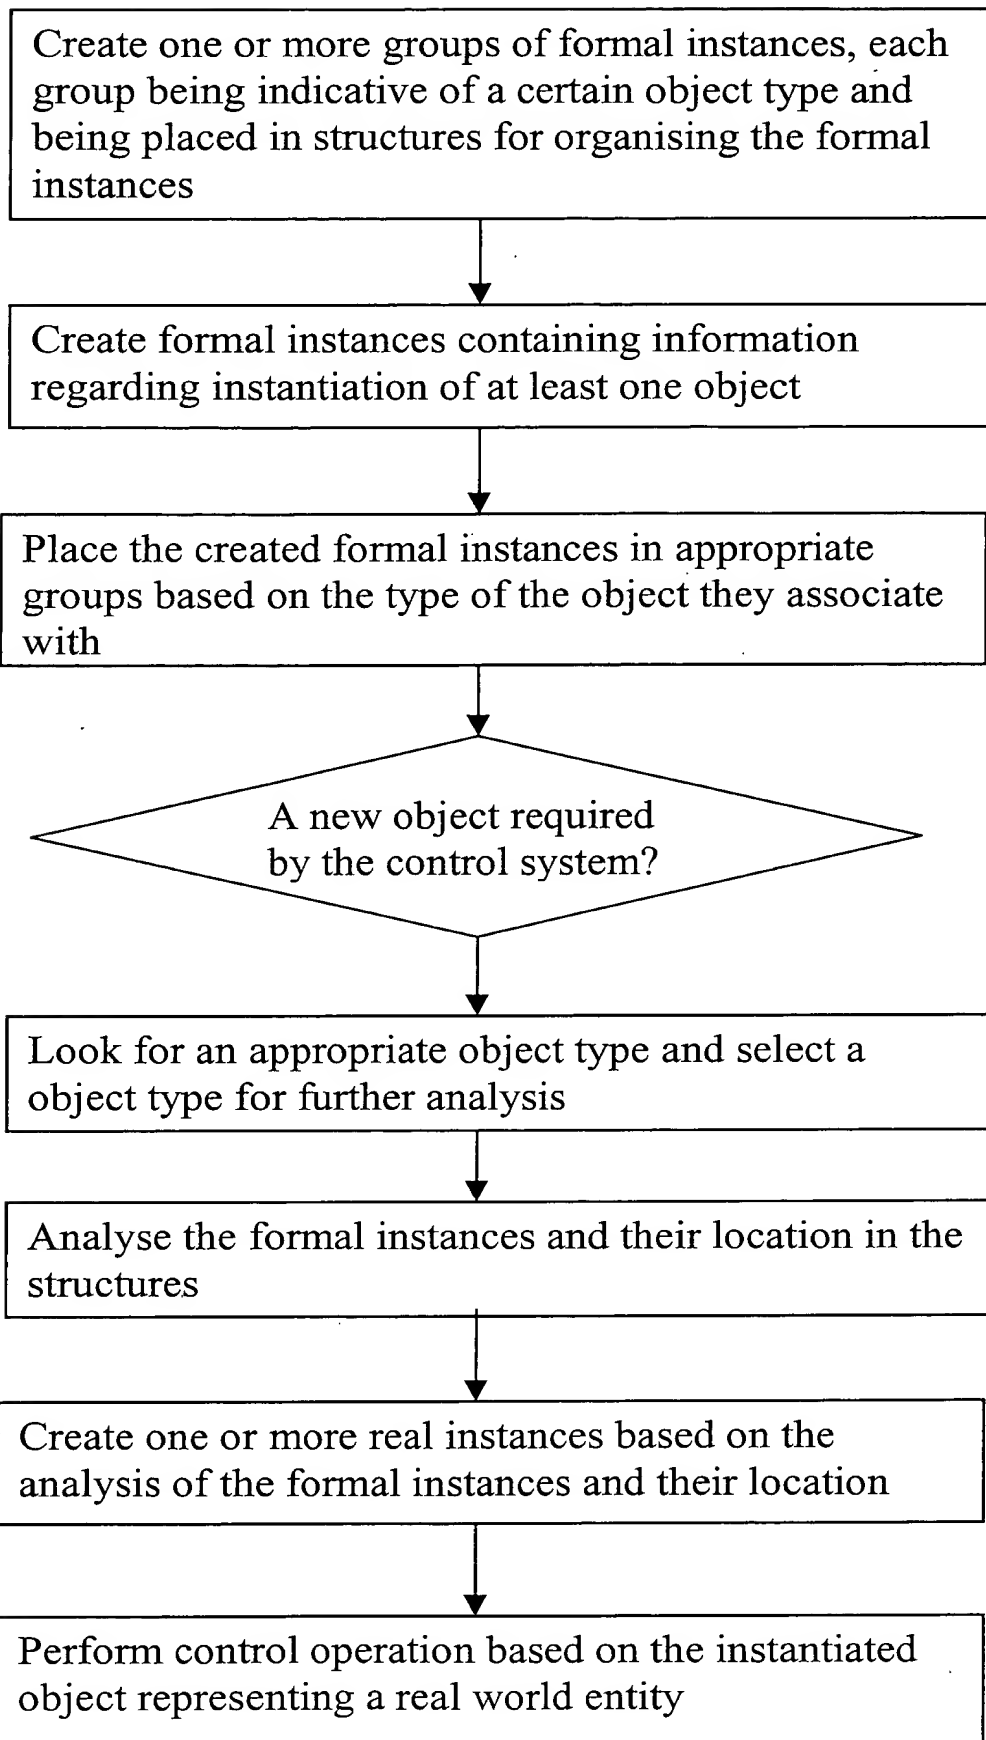 Create one or more groups of formal instances, each
group being indicative of a certain object type and
being placed in structures for organising the formal
instances
Create formal instances containing information
regarding instantiation of at least one object
Place the created formal instances in appropriate
groups based on the type of the object they associate
with
A new object required
by the control system?
Look for an appropriate object type and select a
object type for further analysis
Analyse the formal instances and their location in the
structures
Create one or more real instances based on the
analysis of the formal instances and their location
Perform control operation based on the instantiated
object representing a real world entity